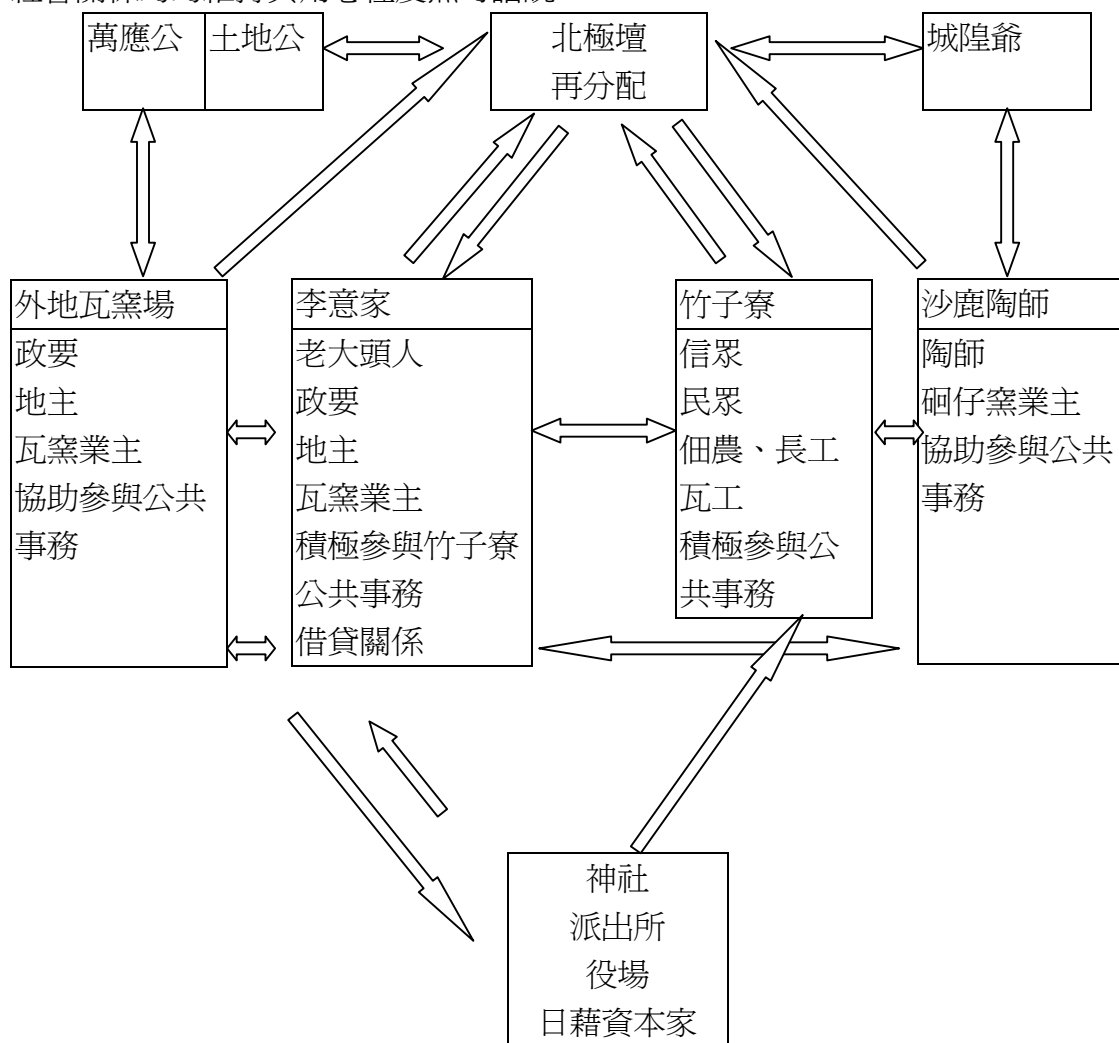 萬應公
土地公
北極壇
再分配
城隍爺
外地瓦窯場
政要
地主
瓦窯業主
協助參與公共
事務
李意家
老大頭人
政要
地主
瓦窯業主
積極參與竹子寮
公共事務
借貸關係
竹子寮
信眾
民眾
佃農、長工
瓦工
積極參與公
共事務
沙鹿陶師
陶師
硘仔窯業主
協助參與公共
事務
神社
派出所
役場
日藉資本家